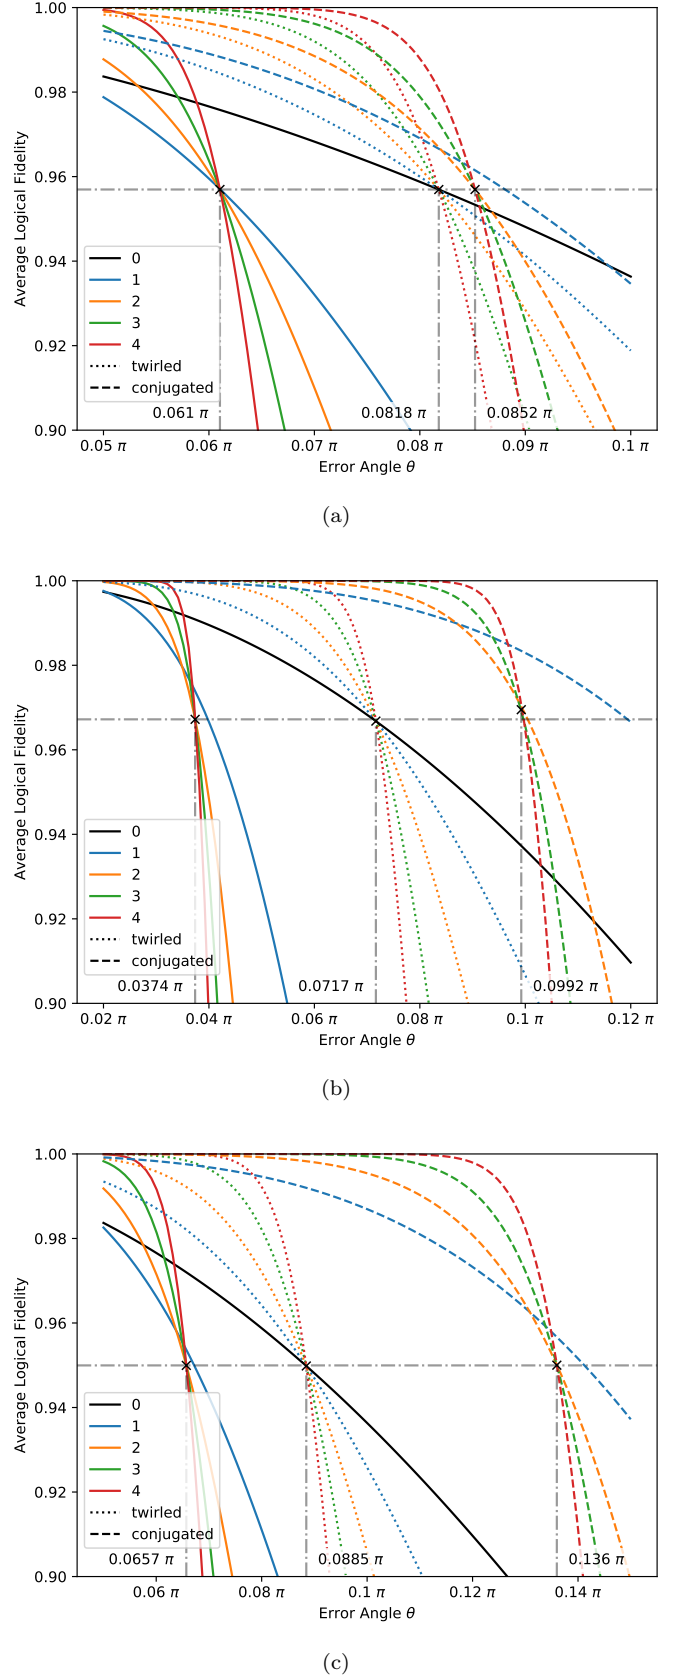 1.00
0.98
0.96
0.94
0.92
0.90
Average Logical Fidelity
0
1
2
3
4
twirled
conjugated
0.061 π
0.0818 π
0.0852 π
0.05 π
0.06 π
0.07 π
0.08 π
0.09 π
0.1 π
Error Angle θ
(a)
1.00
0.98
0.96
0.94
0.92
0.90
Average Logical Fidelity
0
1
2
3
4
twirled
conjugated
0.0374 π
0.0717 π
0.0992 π
0.02 π
0.04 π
0.06 π
0.08 π
0.1 π
0.12 π
Error Angle θ
(b)
1.00
0.98
0.96
0.94
0.92
0.90
Average Logical Fidelity
0
1
2
3
4
twirled
conjugated
0.0657 π
0.0885 π
0.136 π
0.06 π
0.08 π
0.1 π
0.12 π
0.14 π
Error Angle θ
(c)